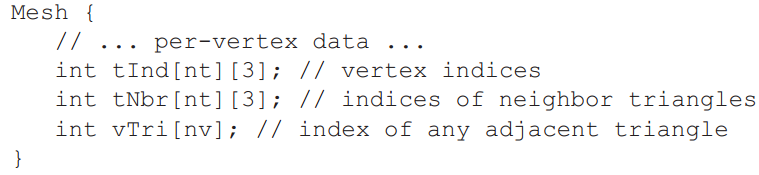 Mesh {
   // ... per-vertex data ...
   int tInd[nt][3]; // vertex indices
   int tNbr[nt][3]; // indices of neighbor triangles
   int vTri[nv]; // index of any adjacent triangle
}